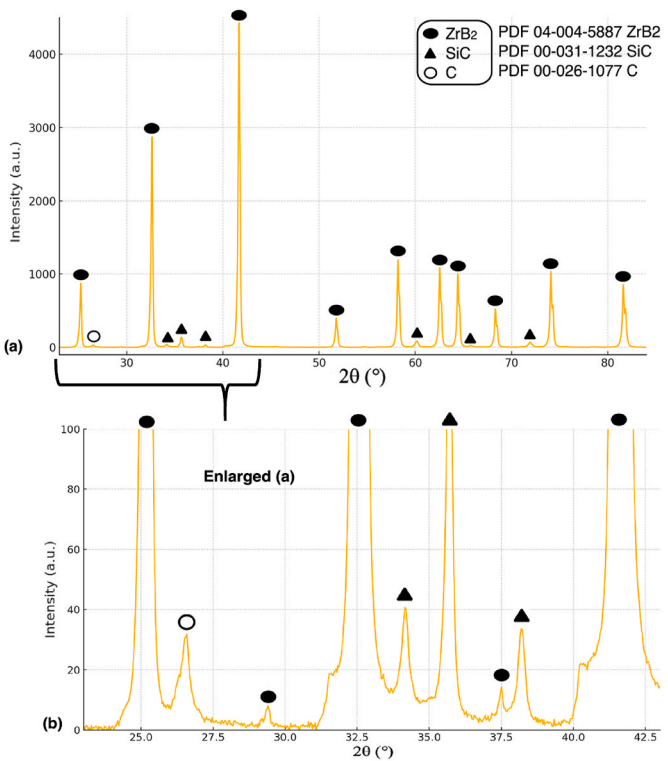 ZrB2 PDF 04-004-5887 ZrB2
SiC PDF 00-031-1232 SiC
C PDF 00-026-1077 C
Intensity (a.u.)
4000
3000
2000
1000
0
(a)
30 40 50 60 70 80
2θ (°)
Enlarged (a)
Intensity (a.u.)
100
80
60
40
20
0
(b)
25.0 27.5 30.0 32.5 35.0 37.5 40.0 42.5
2θ (°)